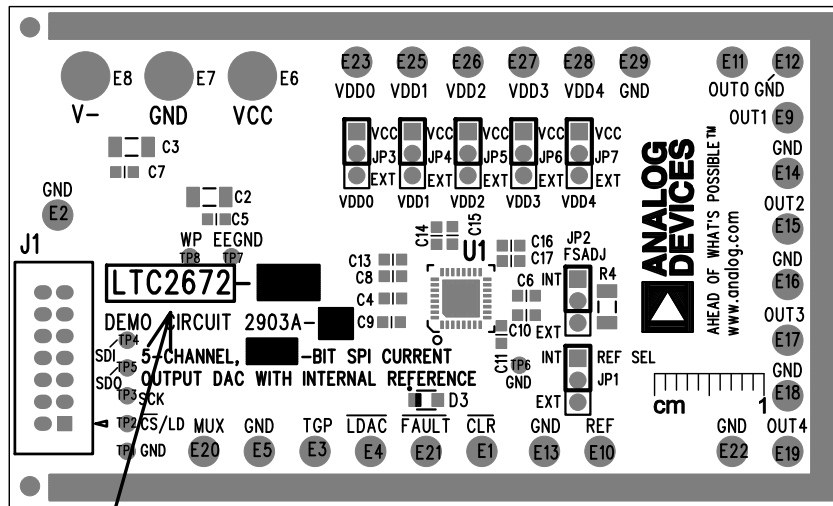 E23 E25 E26 E27 E28 E29 E11 E12
E8 E7 E6
VDD0 VDD1 VDD2 VDD3 VDD4 GND OUT0 GND
V- GND VCC
OUT1 E9
VCC VCC VCC VCC VCC
JP3 JP4 JP5 JP6 JP7
EXT EXT EXT EXT EXT
VDD0 VDD1 VDD2 VDD3 VDD4
C3
C7
GND
E14
ANALOG
DEVICES
AHEAD OF WHAT'S POSSIBLE™
www.analog.com
GND
E2
C2
C5
OUT2
E15
WP EEGND
TP8 TP7
J1
C14 C15
U1
C16
C17
C13
C8
C4
C9
C6
C10
C11
JP2
FSADJ
INT
EXT
R4
GND
E16
LTC2672-
DEMO CIRCUIT 2903A-
5-CHANNEL, -BIT SPI CURRENT
OUTPUT DAC WITH INTERNAL REFERENCE
TP4
SDI
TP5
SDO
TP3 SCK
TP2 CS/LD
GND
TP6
GND
INT REF SEL
JP1
EXT
OUT3
E17
GND
E18
cm 1
D3
MUX GND TGP LDAC FAULT CLR GND REF GND OUT4
E20 E5 E3 E4 E21 E1 E13 E10 E22 E19